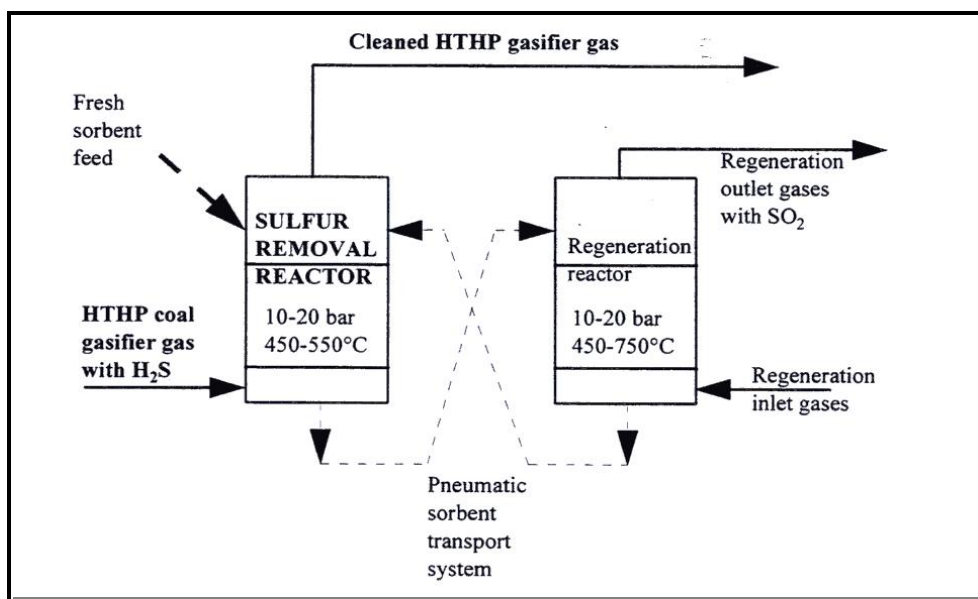 Cleaned HTHP gasifier gas
Fresh
sorbent
feed
Regeneration
outlet gases
with SO₂
SULFUR
REMOVAL
REACTOR
10-20 bar
450-550°C
Regeneration
reactor
10-20 bar
450-750°C
HTHP coal
gasifier gas
with H₂S
Regeneration
inlet gases
Pneumatic
sorbent
transport
system